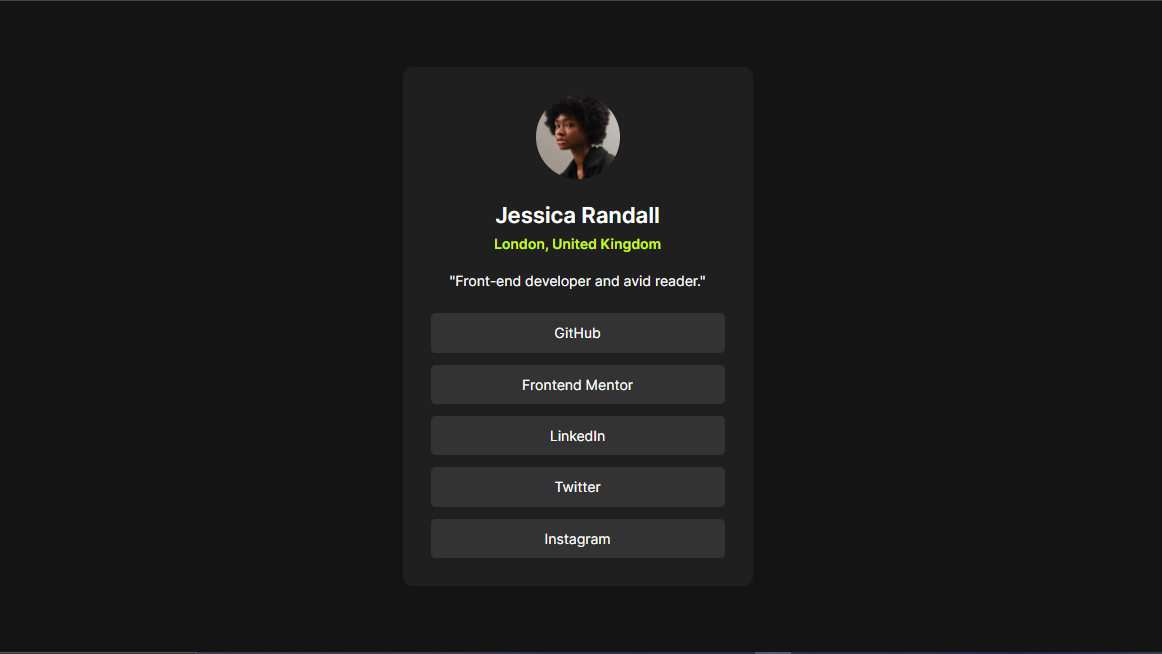 Jessica Randall
London, United Kingdom
"Front-end developer and avid reader."
GitHub
Frontend Mentor
LinkedIn
Twitter
Instagram